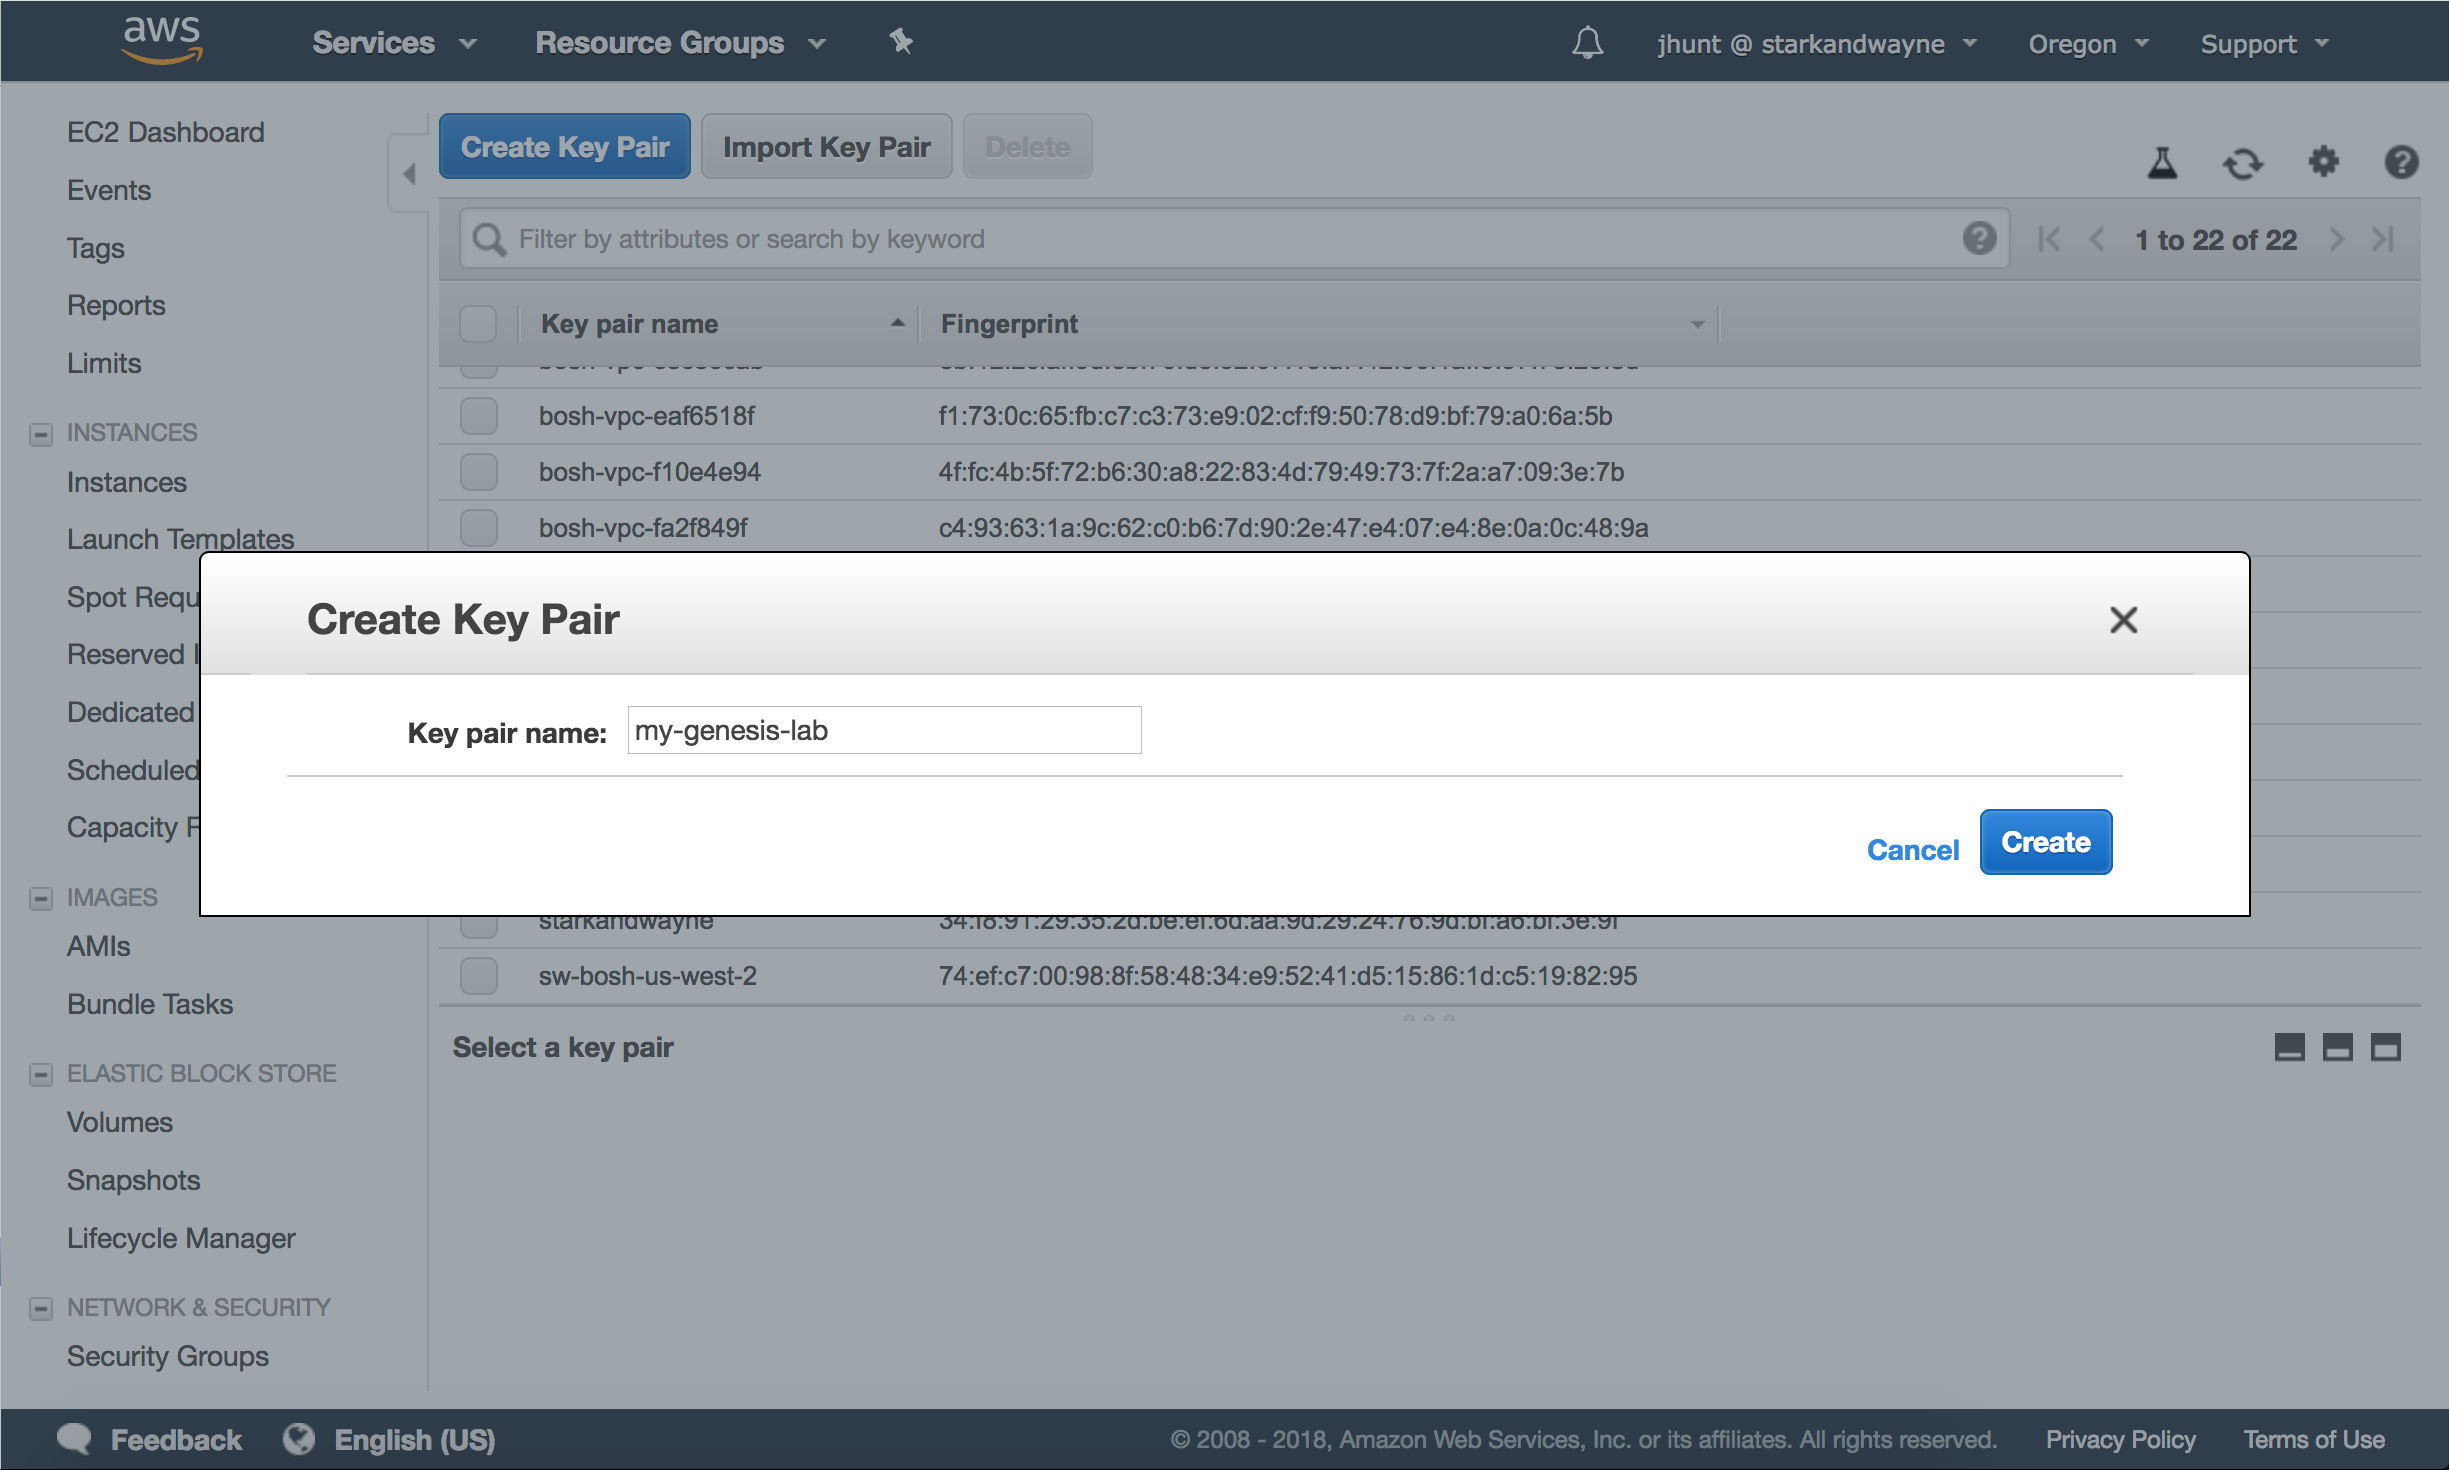 aws Services Resource Groups jhunt @ starkandwayne Oregon Support
EC2 Dashboard
Events
Tags
Reports
Limits
INSTANCES
Instances
Launch Templates
Spot Requ
Reserved I
Dedicated
Scheduled
Capacity R
IMAGES
AMIs
Bundle Tasks
ELASTIC BLOCK STORE
Volumes
Snapshots
Lifecycle Manager
NETWORK & SECURITY
Security Groups
Create Key Pair Import Key Pair Delete
Filter by attributes or search by keyword
1 to 22 of 22
Key pair name Fingerprint
bosh-vpc-eaf6518f f1:73:0c:65:fb:c7:c3:73:e9:02:cf:f9:50:78:d9:bf:79:a0:6a:5b
bosh-vpc-f10e4e94 4f:fc:4b:5f:72:b6:30:a8:22:83:4d:79:49:73:7f:2a:a7:09:3e:7b
bosh-vpc-fa2f849f c4:93:63:1a:9c:62:c0:b6:7d:90:2e:47:e4:07:e4:8e:0a:0c:48:9a
Create Key Pair
Key pair name: my-genesis-lab
Cancel Create
starkandwayne 34:f8:91:29:35:2d:be:ef:6d:aa:9d:29:24:76:9d:bf:a6:bf:3e:9f
sw-bosh-us-west-2 74:ef:c7:00:98:8f:58:48:34:e9:52:41:d5:15:86:1d:c5:19:82:95
Select a key pair
Feedback English (US) © 2008 - 2018, Amazon Web Services, Inc. or its affiliates. All rights reserved. Privacy Policy Terms of Use